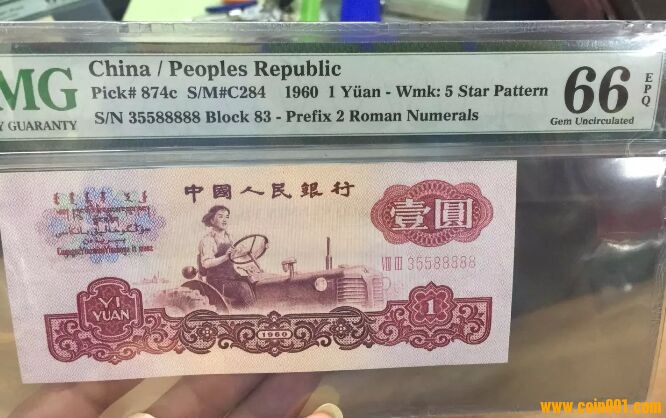 MG
Y GUARANTY
China / Peoples Republic
Pick# 874c S/M#C284 1960 1 Yüan - Wmk: 5 Star Pattern
S/N 35588888 Block 83 - Prefix 2 Roman Numerals
66
EPQ
Gem Uncirculated
中國人民銀行
壹圓
VIII III 35588888
YI
YUAN
1960
1
www.coin001.com